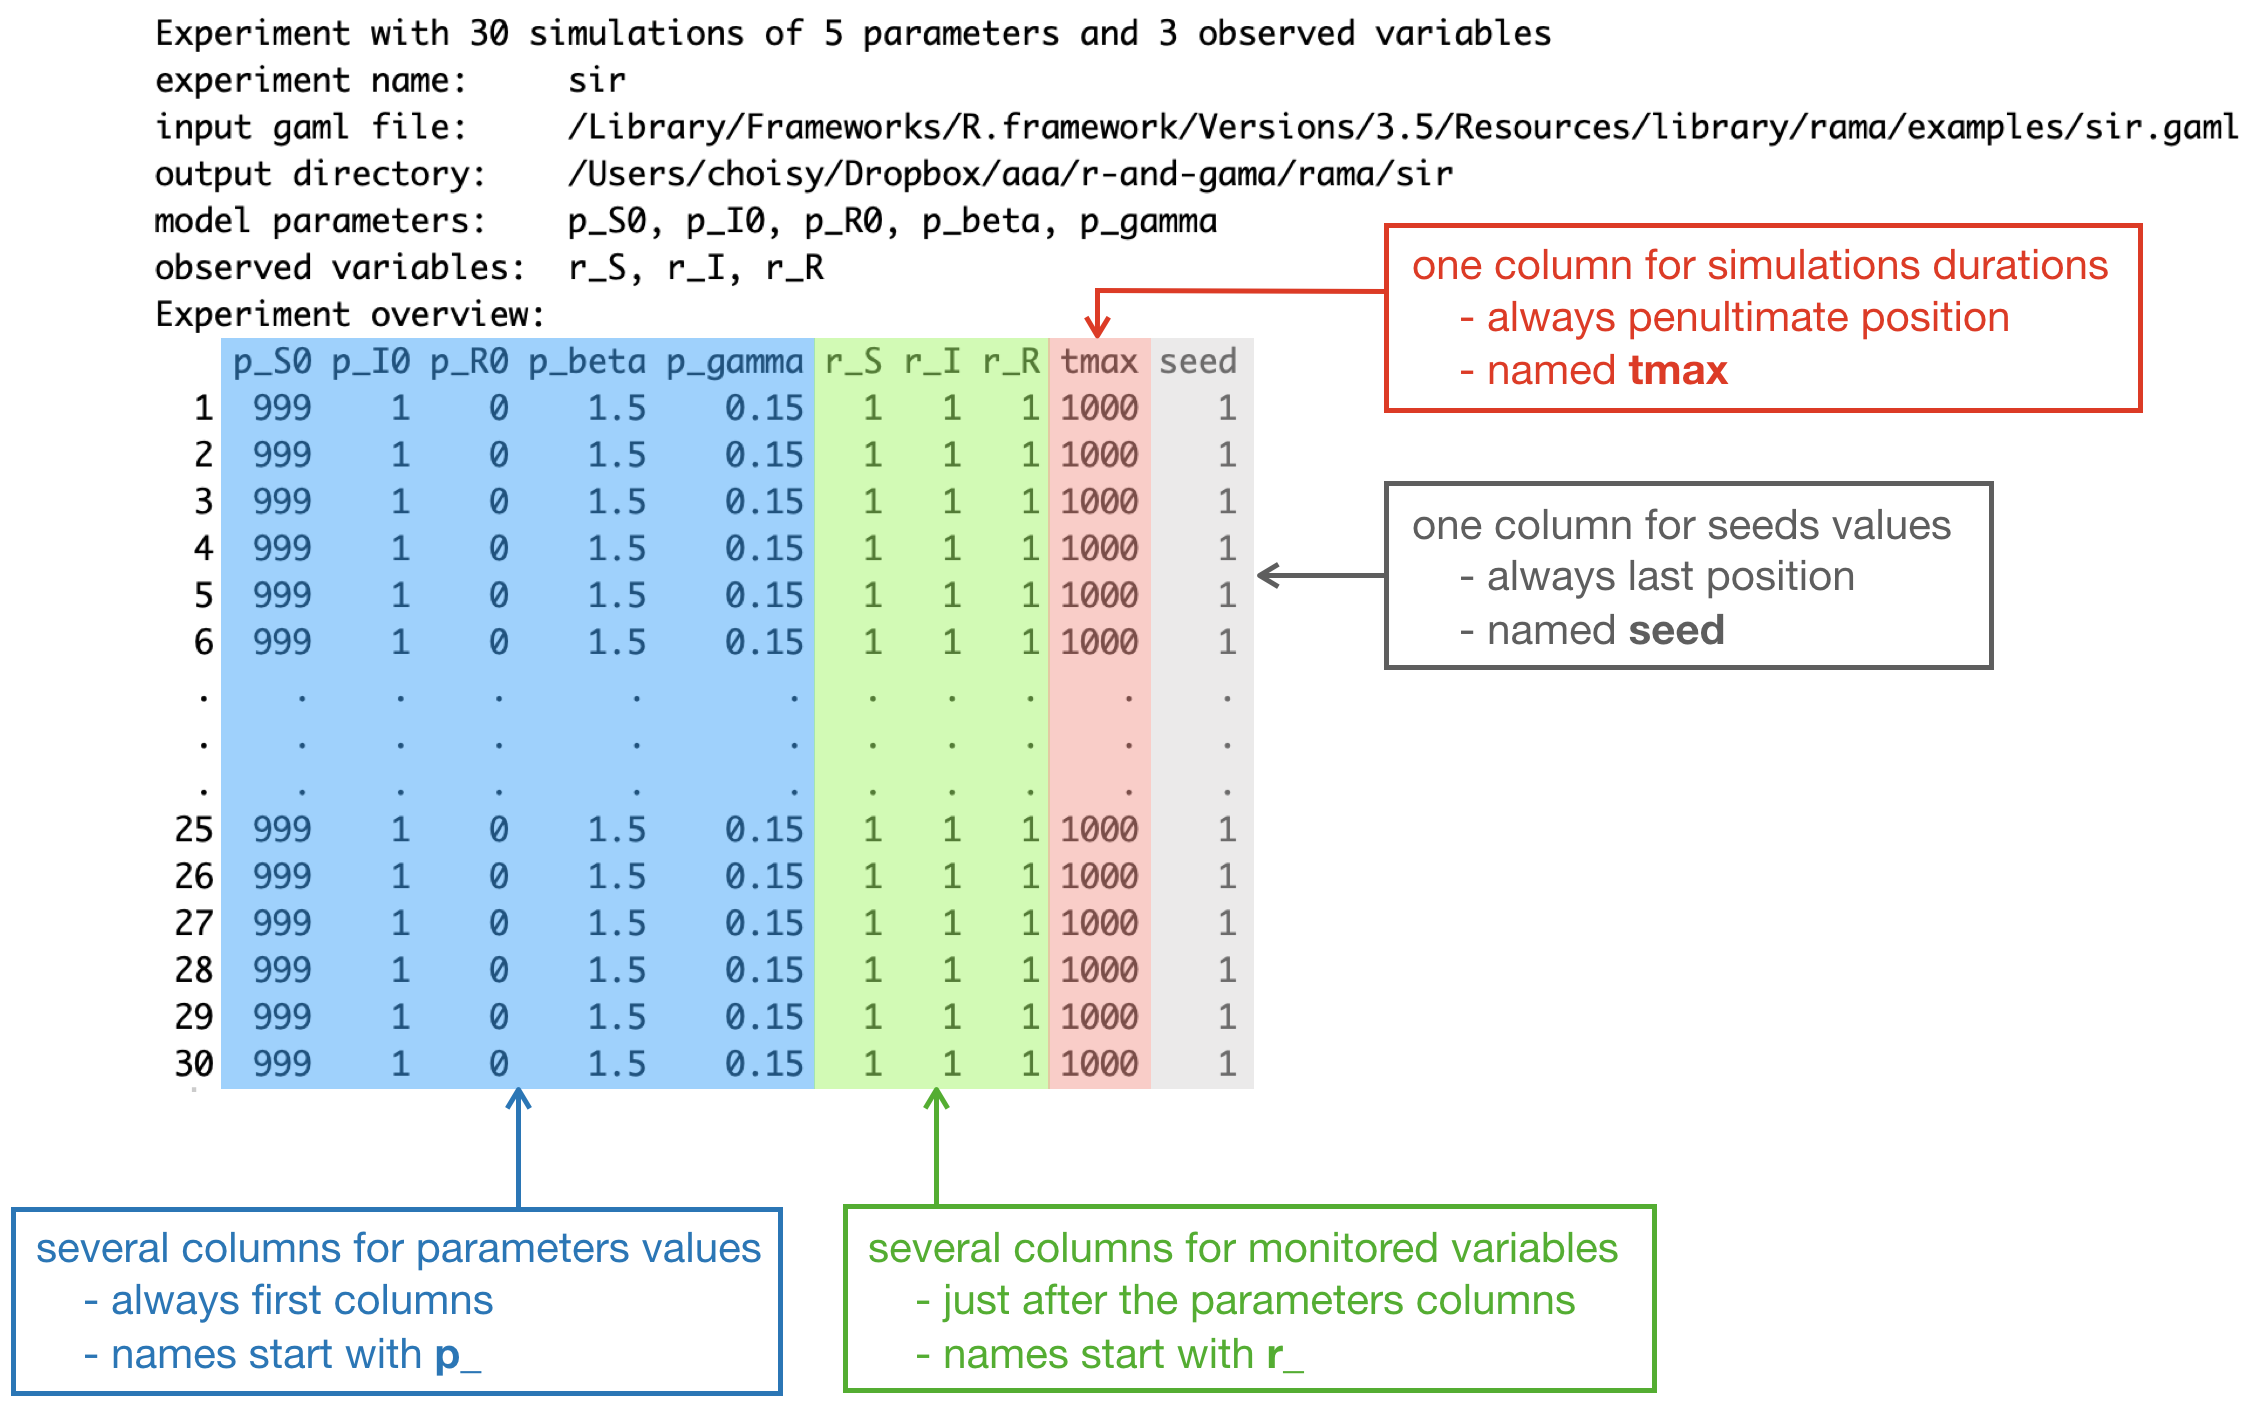 Experiment with 30 simulations of 5 parameters and 3 observed variables
experiment name: sir
input gaml file: /Library/Frameworks/R.framework/Versions/3.5/Resources/library/rama/examples/sir.gaml
output directory: /Users/choisy/Dropbox/aaa/r-and-gama/rama/sir
model parameters: p_S0, p_I0, p_R0, p_beta, p_gamma
observed variables: r_S, r_I, r_R
Experiment overview:
p_S0 p_I0 p_R0 p_beta p_gamma r_S r_I r_R tmax seed
1 999 1 0 1.5 0.15 1 1 1 1000 1
2 999 1 0 1.5 0.15 1 1 1 1000 1
3 999 1 0 1.5 0.15 1 1 1 1000 1
4 999 1 0 1.5 0.15 1 1 1 1000 1
5 999 1 0 1.5 0.15 1 1 1 1000 1
6 999 1 0 1.5 0.15 1 1 1 1000 1
. . . . . . . . . . .
. . . . . . . . . . .
. . . . . . . . . . .
25 999 1 0 1.5 0.15 1 1 1 1000 1
26 999 1 0 1.5 0.15 1 1 1 1000 1
27 999 1 0 1.5 0.15 1 1 1 1000 1
28 999 1 0 1.5 0.15 1 1 1 1000 1
29 999 1 0 1.5 0.15 1 1 1 1000 1
30 999 1 0 1.5 0.15 1 1 1 1000 1
one column for simulations durations
- always penultimate position
- named tmax
one column for seeds values
- always last position
- named seed
several columns for parameters values
- always first columns
- names start with p_
several columns for monitored variables
- just after the parameters columns
- names start with r_